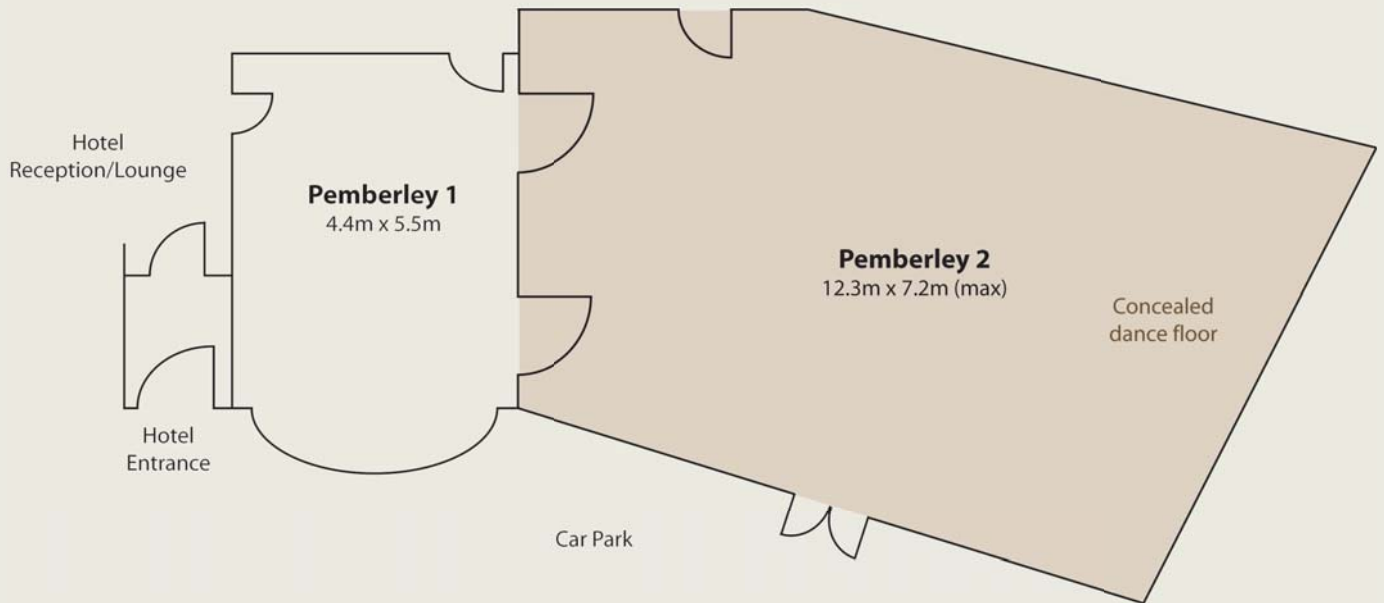 Hotel
Reception/Lounge
Pemberley 1
4.4m x 5.5m
Pemberley 2
12.3m x 7.2m (max)
Concealed
dance floor
Hotel
Entrance
Car Park